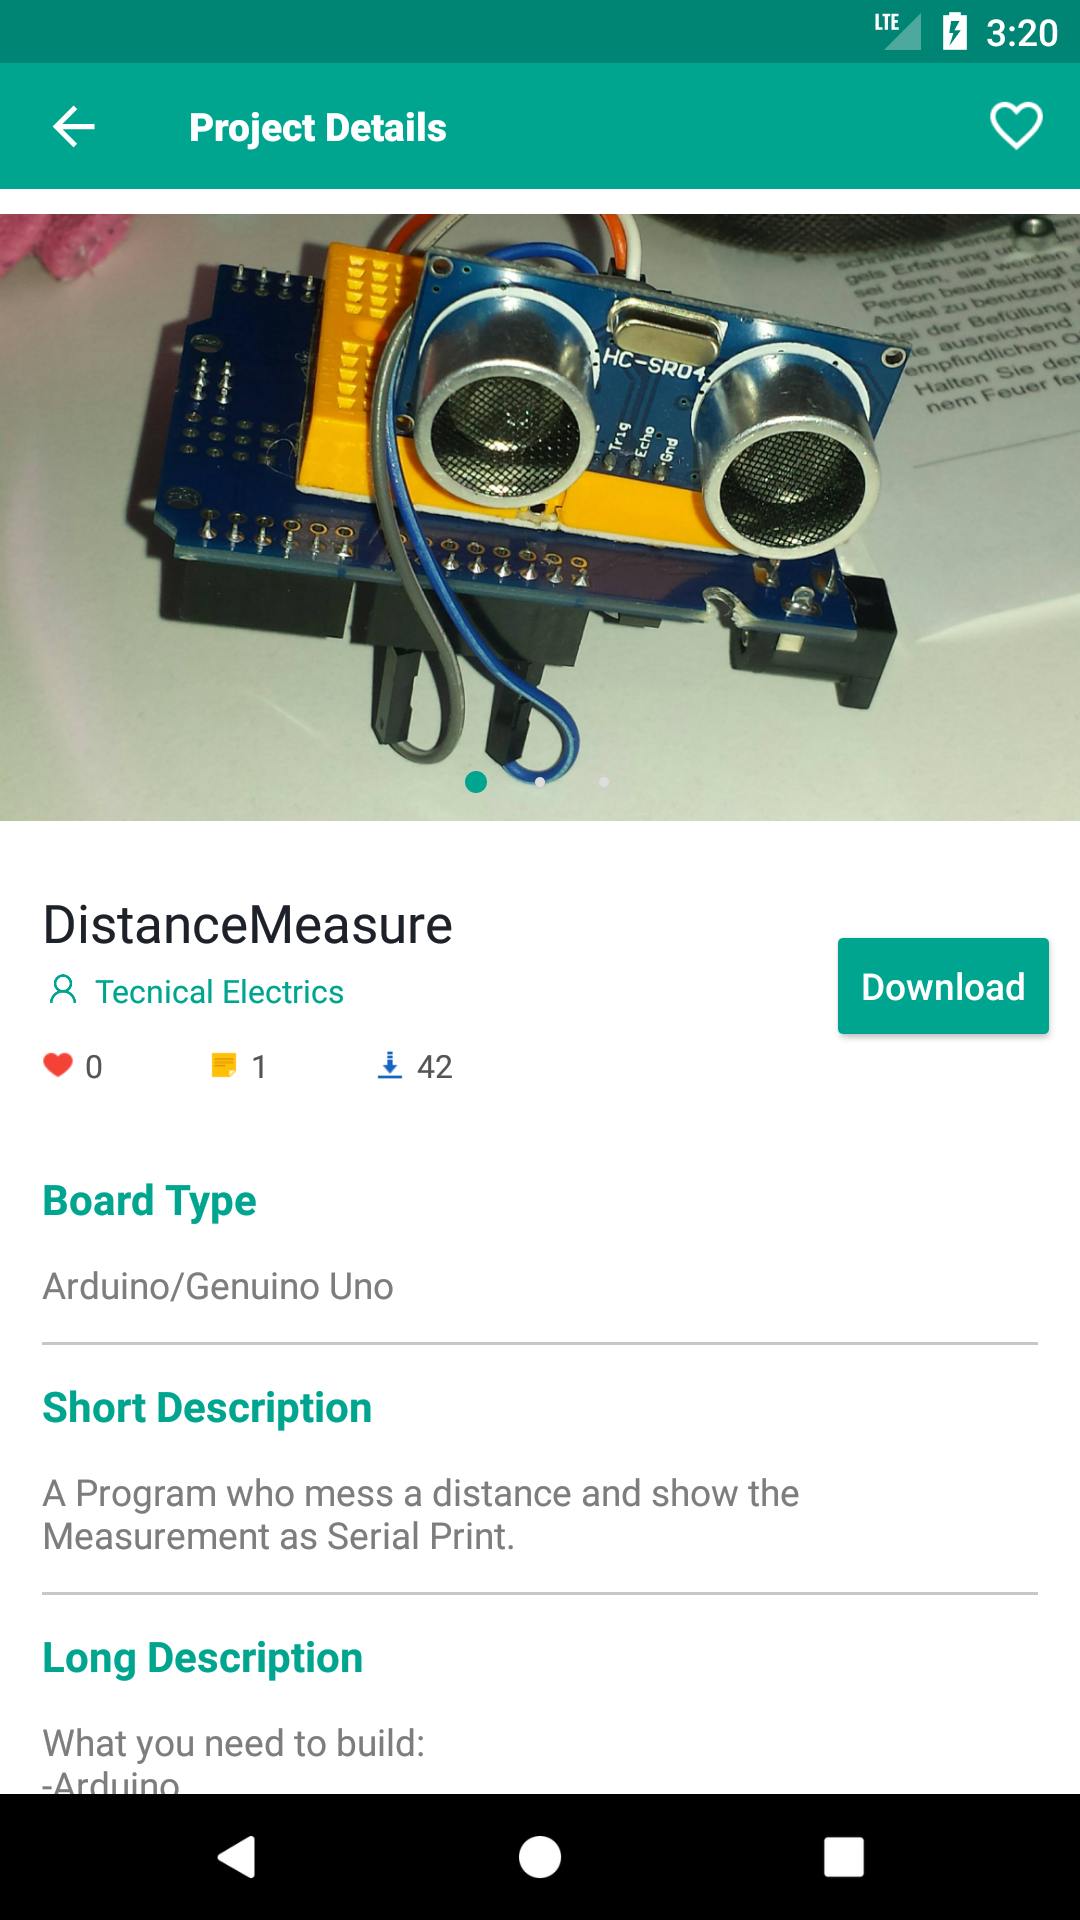 LTE 3:20
Project Details
schränkten senso
gels Erfahrung un
sei denn, sie werden
Person beaufsichtigt
Artikel zu benutzen
ei der Befüllung
ausreichend
empfindlichen
Halten Sie den
nem Feuer fer
HC-SR04
Trig
Echo
Gnd
DistanceMeasure
Tecnical Electrics
Download
0 1 42
Board Type
Arduino/Genuino Uno
Short Description
A Program who mess a distance and show the
Measurement as Serial Print.
Long Description
What you need to build:
-Arduino